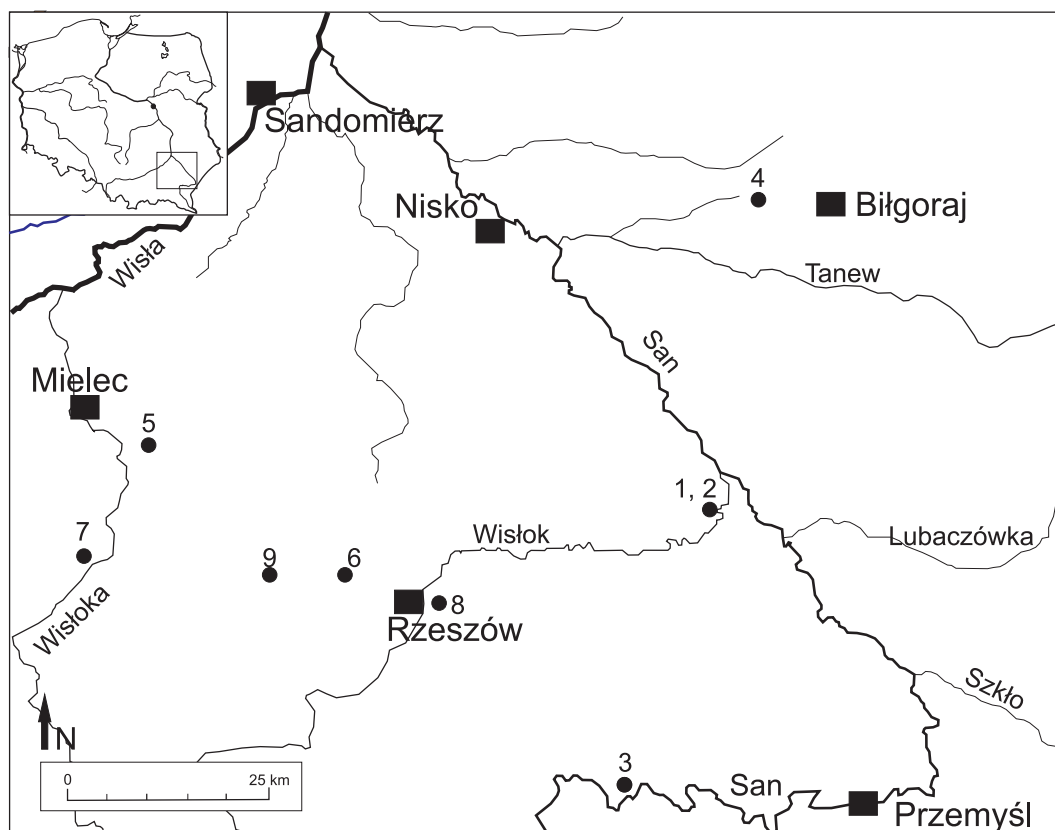 Sandomierz
4
Nisko
Biłgoraj
Wisła
Tanew
San
Mielec
5
1, 2
7
Wisłok
Lubaczówka
9
6
Wisłoka
8
Rzeszów
Szkło
N
0
25 km
3
San
Przemyśl